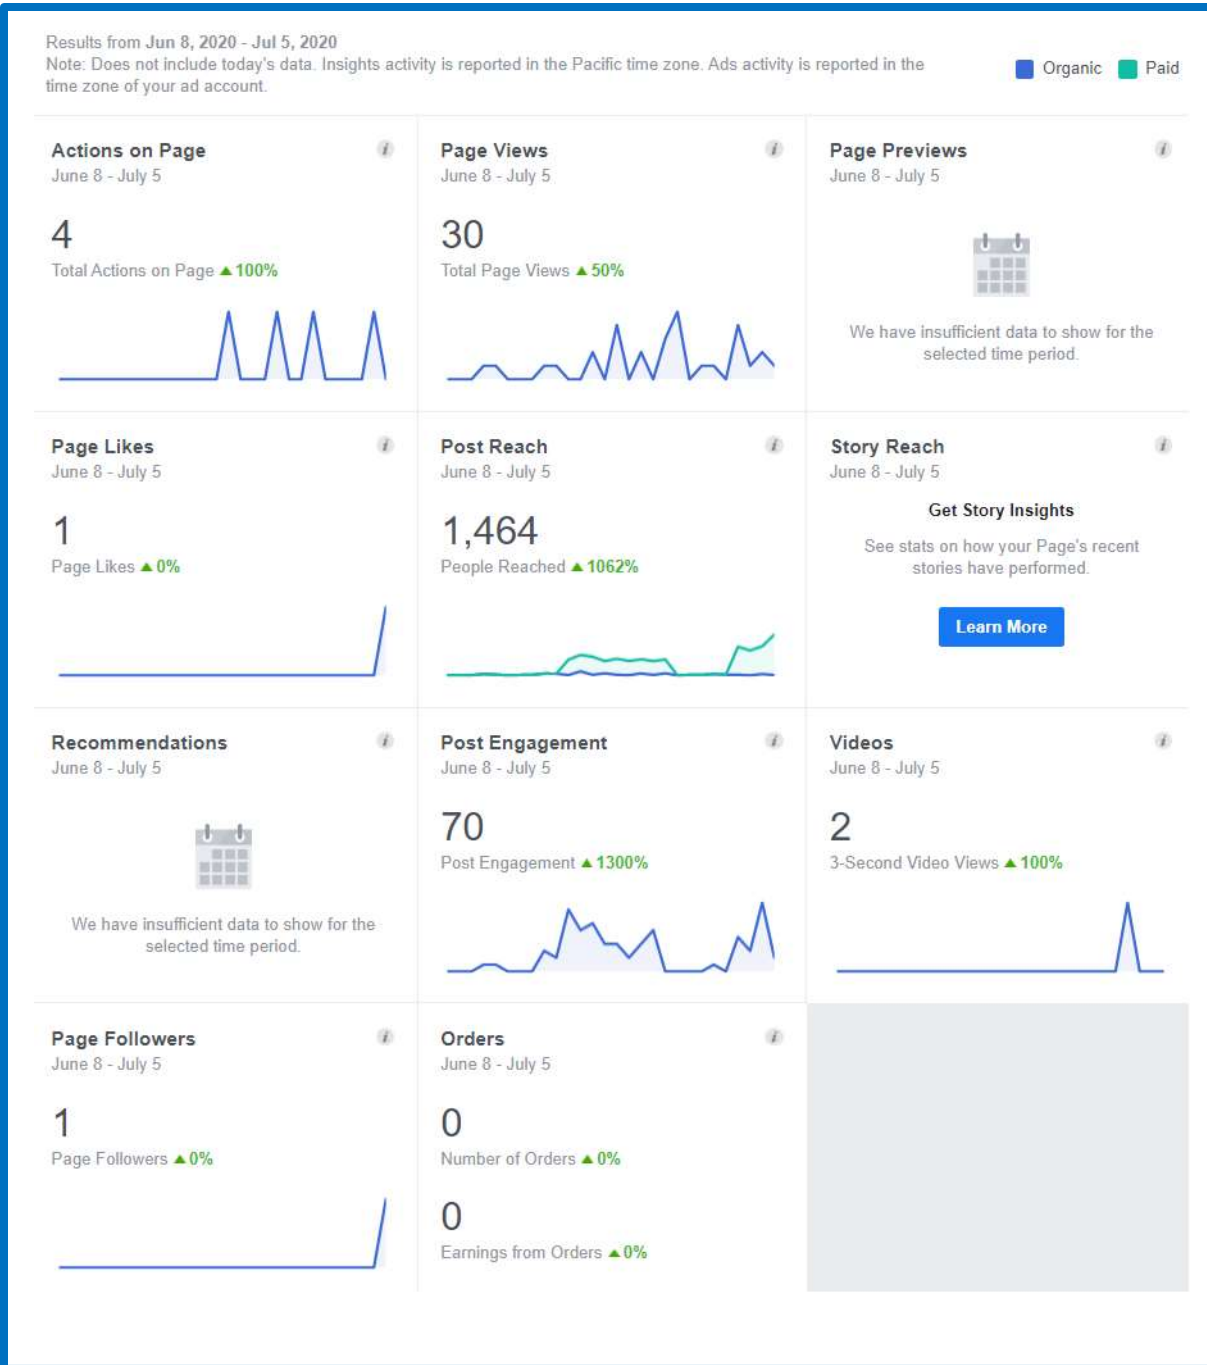 Results from Jun 8, 2020 - Jul 5, 2020
Note: Does not include today's data. Insights activity is reported in the Pacific time zone. Ads activity is reported in the
time zone of your ad account.
Organic Paid
Actions on Page
June 8 - July 5
4
Total Actions on Page ▲ 100%
Page Views
June 8 - July 5
30
Total Page Views ▲ 50%
Page Previews
June 8 - July 5
We have insufficient data to show for the
selected time period.
Page Likes
June 8 - July 5
1
Page Likes ▲ 0%
Post Reach
June 8 - July 5
1,464
People Reached ▲ 1062%
Story Reach
June 8 - July 5
Get Story Insights
See stats on how your Page's recent
stories have performed.
Learn More
Recommendations
June 8 - July 5
We have insufficient data to show for the
selected time period.
Post Engagement
June 8 - July 5
70
Post Engagement ▲ 1300%
Videos
June 8 - July 5
2
3-Second Video Views ▲ 100%
Page Followers
June 8 - July 5
1
Page Followers ▲ 0%
Orders
June 8 - July 5
0
Number of Orders ▲ 0%
0
Earnings from Orders ▲ 0%